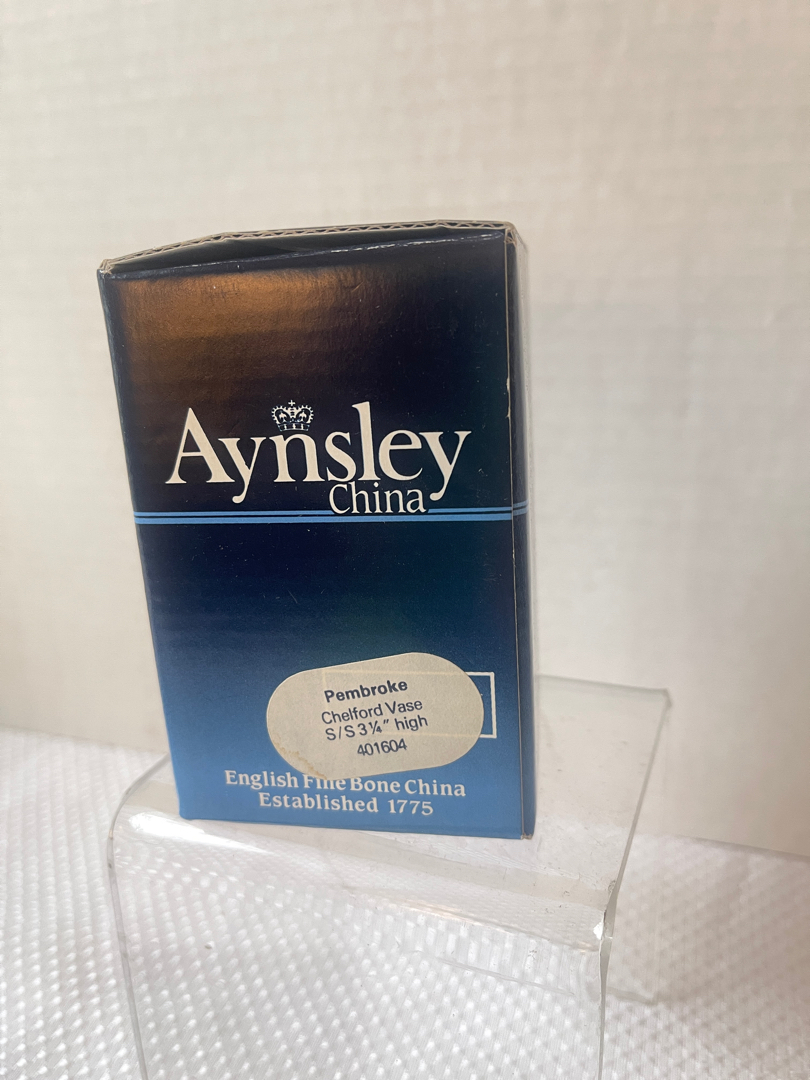 Aynsley
China
Pembroke
Chelford Vase
S/S 3¼" high
401604
English Fine Bone China
Established 1775